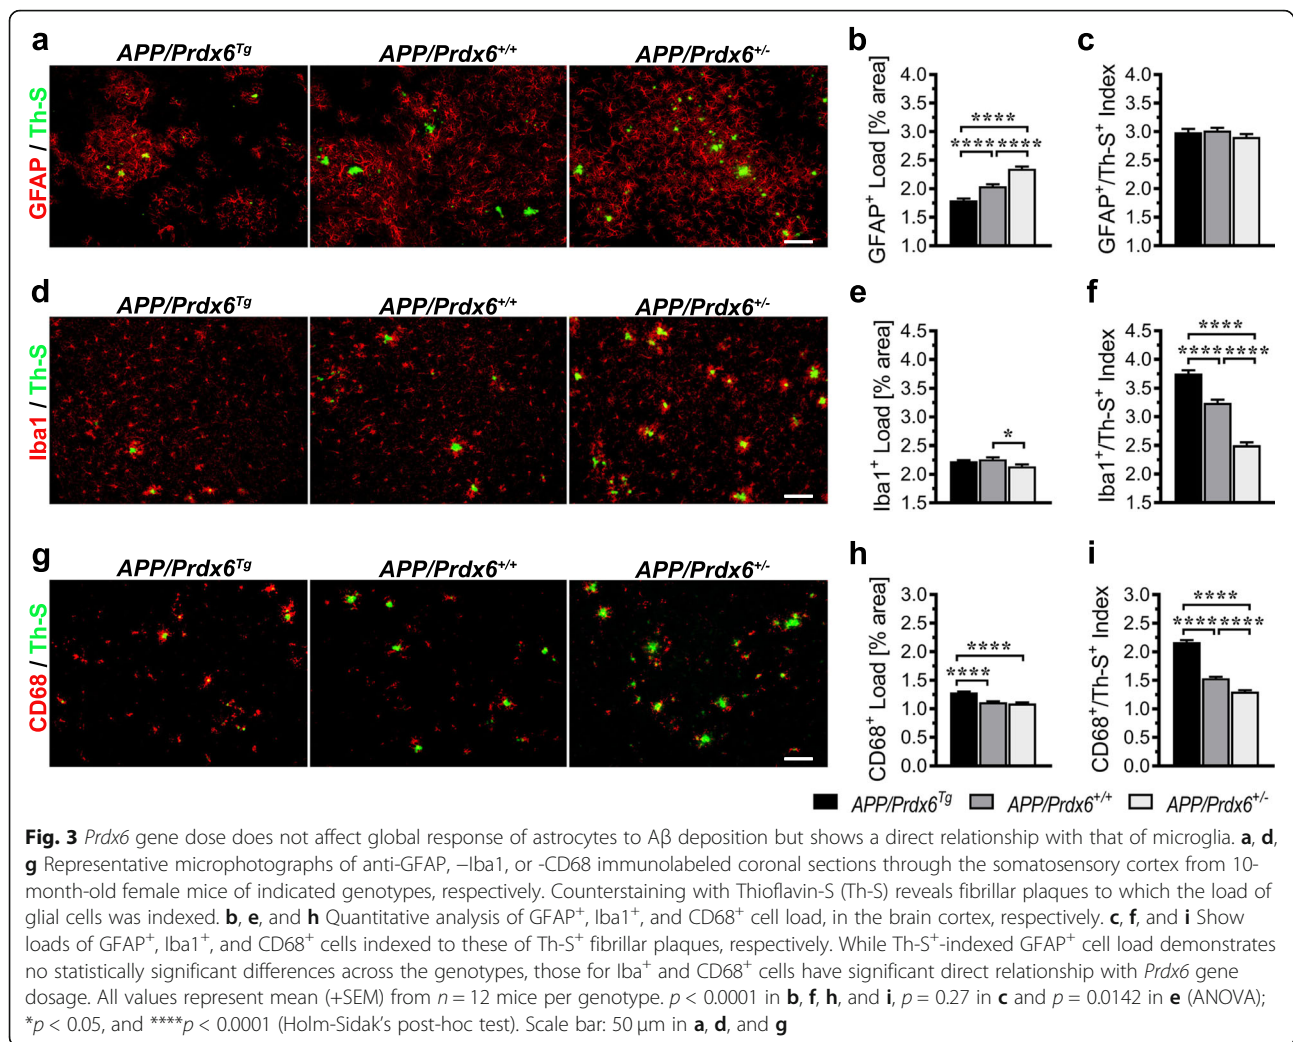 a
APP/Prdx6^Tg
APP/Prdx6^+/+
APP/Prdx6^+/-
GFAP / Th-S
b
GFAP^+ Load [% area]
4.0
3.5
3.0
2.5
2.0
1.5
1.0
****
********
c
GFAP^+/Th-S^+ Index
4.0
3.5
3.0
2.5
2.0
1.5
1.0
d
APP/Prdx6^Tg
APP/Prdx6^+/+
APP/Prdx6^+/-
Iba1 / Th-S
e
Iba1^+ Load [% area]
4.5
4.0
3.5
3.0
2.5
2.0
1.5
*
f
Iba1^+/Th-S^+ Index
4.5
4.0
3.5
3.0
2.5
2.0
1.5
****
********
g
APP/Prdx6^Tg
APP/Prdx6^+/+
APP/Prdx6^+/-
CD68 / Th-S
h
CD68^+ Load [% area]
3.0
2.5
2.0
1.5
1.0
0.5
0.0
****
****
i
CD68^+/Th-S^+ Index
3.0
2.5
2.0
1.5
1.0
0.5
0.0
****
********
APP/Prdx6^Tg APP/Prdx6^+/+ APP/Prdx6^+/-
Fig. 3 Prdx6 gene dose does not affect global response of astrocytes to Aβ deposition but shows a direct relationship with that of microglia. a, d,
g Representative microphotographs of anti-GFAP, –Iba1, or -CD68 immunolabeled coronal sections through the somatosensory cortex from 10-
month-old female mice of indicated genotypes, respectively. Counterstaining with Thioflavin-S (Th-S) reveals fibrillar plaques to which the load of
glial cells was indexed. b, e, and h Quantitative analysis of GFAP^+, Iba1^+, and CD68^+ cell load, in the brain cortex, respectively. c, f, and i Show
loads of GFAP^+, Iba1^+, and CD68^+ cells indexed to these of Th-S^+ fibrillar plaques, respectively. While Th-S^+-indexed GFAP^+ cell load demonstrates
no statistically significant differences across the genotypes, those for Iba^+ and CD68^+ cells have significant direct relationship with Prdx6 gene
dosage. All values represent mean (+SEM) from n = 12 mice per genotype. p < 0.0001 in b, f, h, and i, p = 0.27 in c and p = 0.0142 in e (ANOVA);
*p < 0.05, and ****p < 0.0001 (Holm-Sidak's post-hoc test). Scale bar: 50 μm in a, d, and g